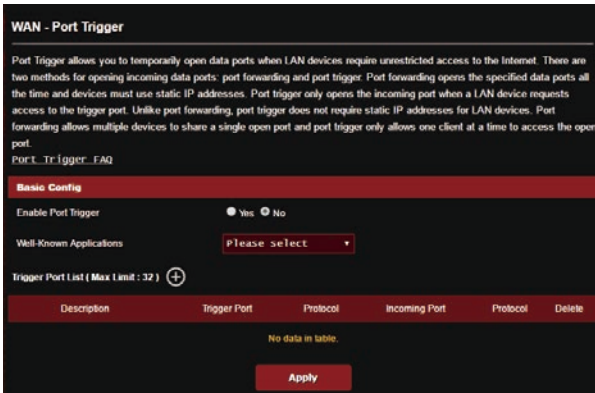 WAN - Port Trigger
Port Trigger allows you to temporarily open data ports when LAN devices require unrestricted access to the Internet. There are
two methods for opening incoming data ports: port forwarding and port trigger. Port forwarding opens the specified data ports all
the time and devices must use static IP addresses. Port trigger only opens the incoming port when a LAN device requests
access to the trigger port. Unlike port forwarding, port trigger does not require static IP addresses for LAN devices. Port
forwarding allows multiple devices to share a single open port and port trigger only allows one client at a time to access the open
port.
Port Trigger FAQ
Basic Config
Enable Port Trigger Yes No
Well-Known Applications Please select
Trigger Port List ( Max Limit : 32 )
Description Trigger Port Protocol Incoming Port Protocol Delete
No data in table.
Apply